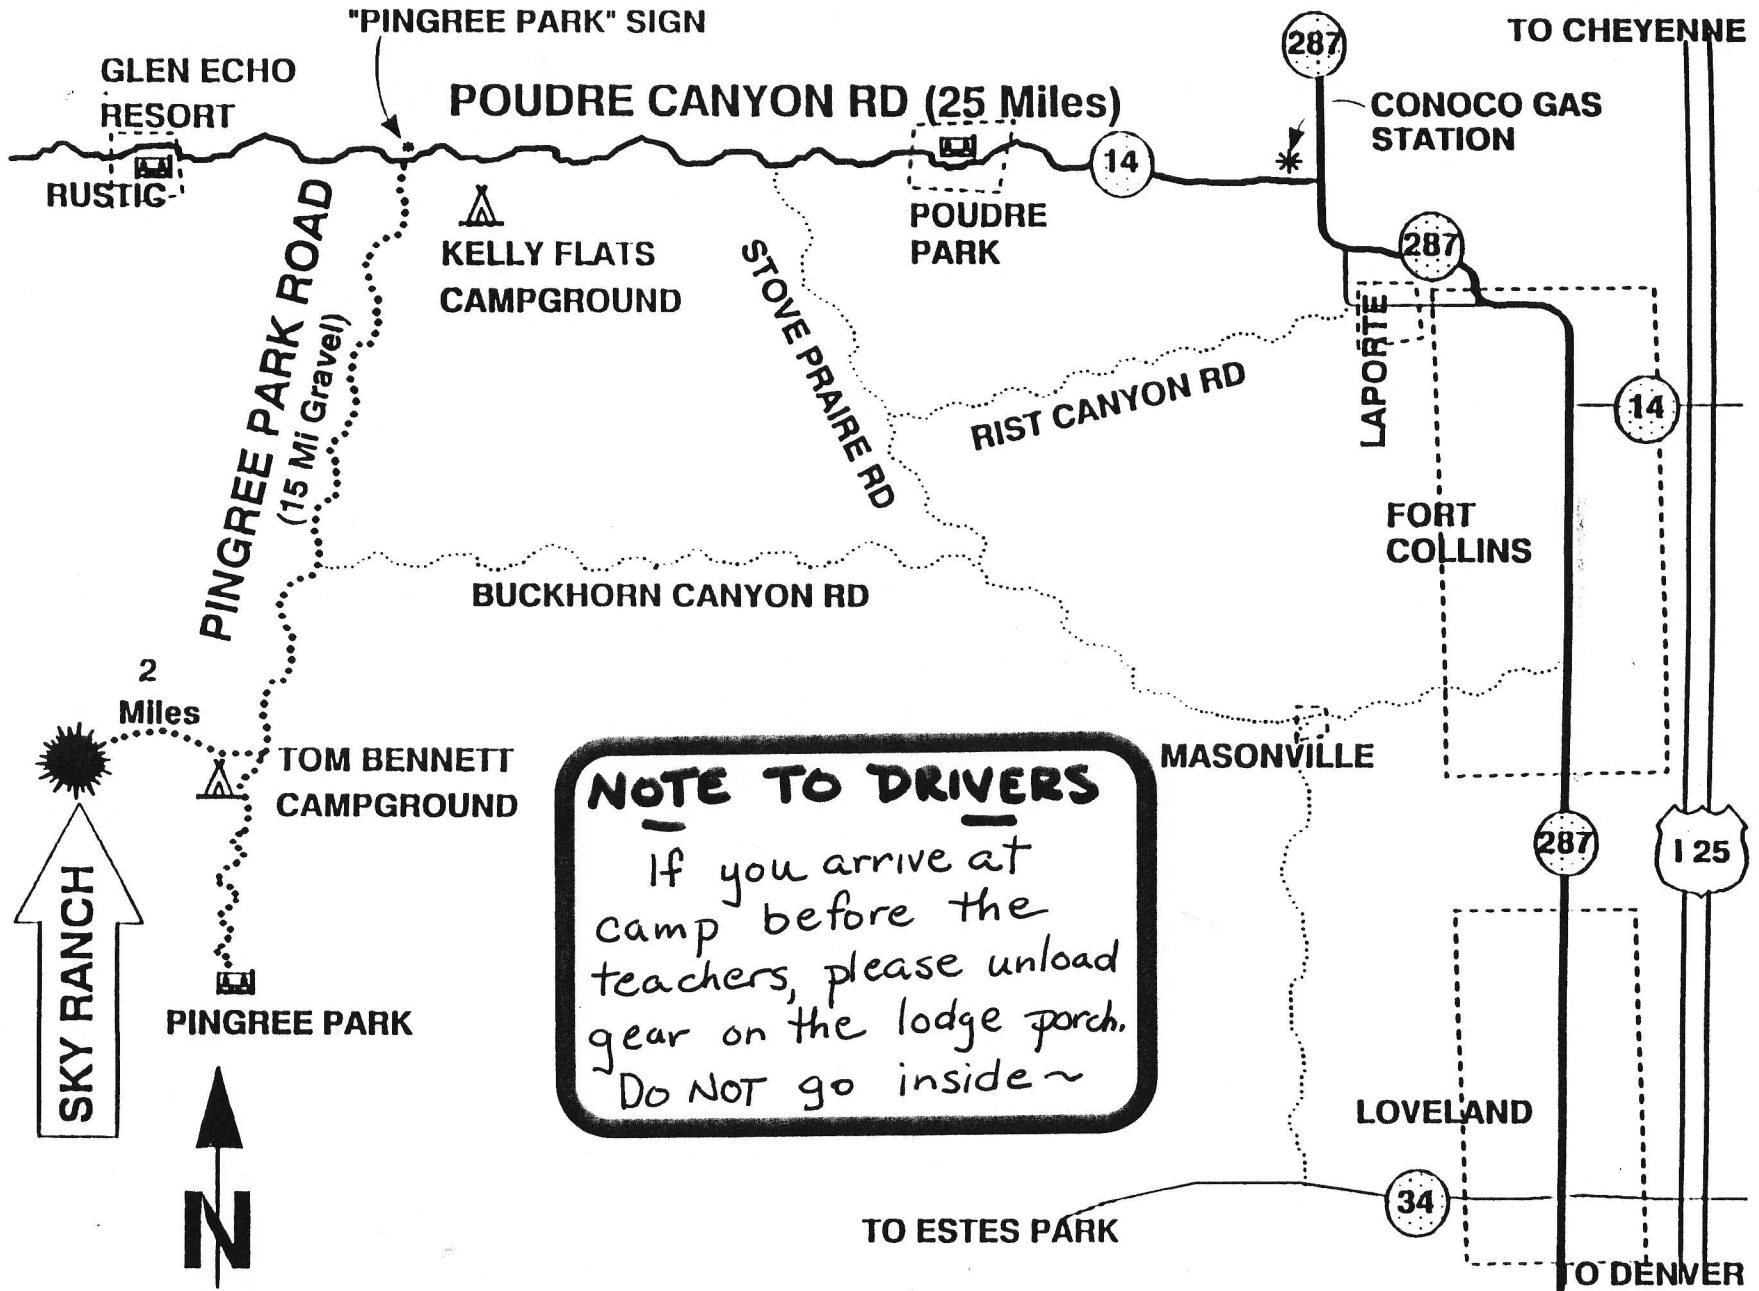 "PINGREE PARK" SIGN
287
TO CHEYENNE
GLEN ECHO
RESORT
POUDRE CANYON RD (25 Miles)
CONOCO GAS
STATION
14
RUSTIC
POUDRE
PARK
KELLY FLATS
CAMPGROUND
287
PINGREE PARK ROAD
(15 Mi Gravel)
STOVE PRAIRE RD
RIST CANYON RD
LAPORTE
14
FORT
COLLINS
BUCKHORN CANYON RD
2
Miles
TOM BENNETT
CAMPGROUND
MASONVILLE
NOTE TO DRIVERS
If you arrive at
camp before the
teachers, please unload
gear on the lodge porch.
Do NOT go inside ~
287
I 25
SKY RANCH
PINGREE PARK
LOVELAND
N
34
TO ESTES PARK
TO DENVER